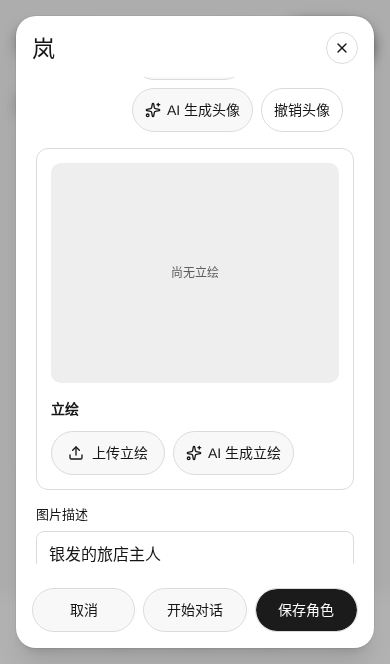 岚
AI 生成头像
撤销头像
尚无立绘
立绘
上传立绘
AI 生成立绘
图片描述
银发的旅店主人
取消
开始对话
保存角色